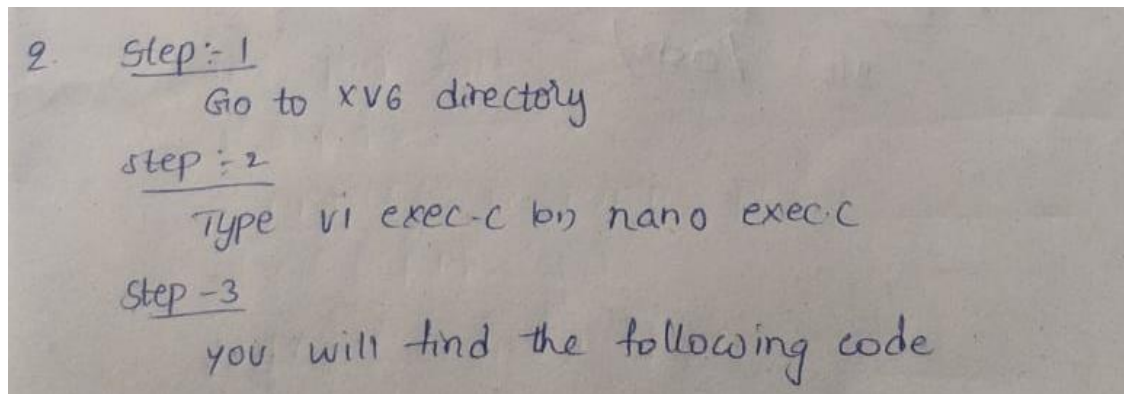 2. Step:- 1
Go to XV6 directory
step :- 2
Type vi exec.c (or) nano exec.c
Step -3
you will find the following code